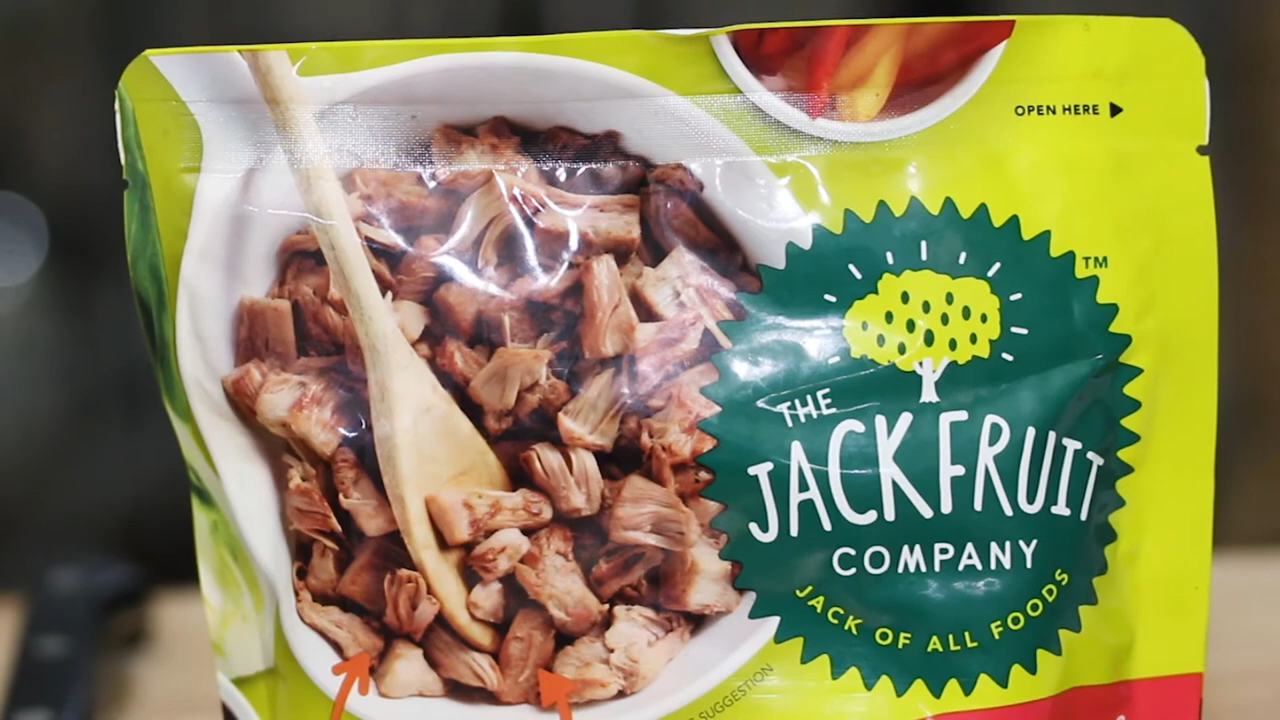 OPEN HERE
TM
THE
JACKFRUIT
COMPANY
JACK OF ALL FOODS
SUGGESTION